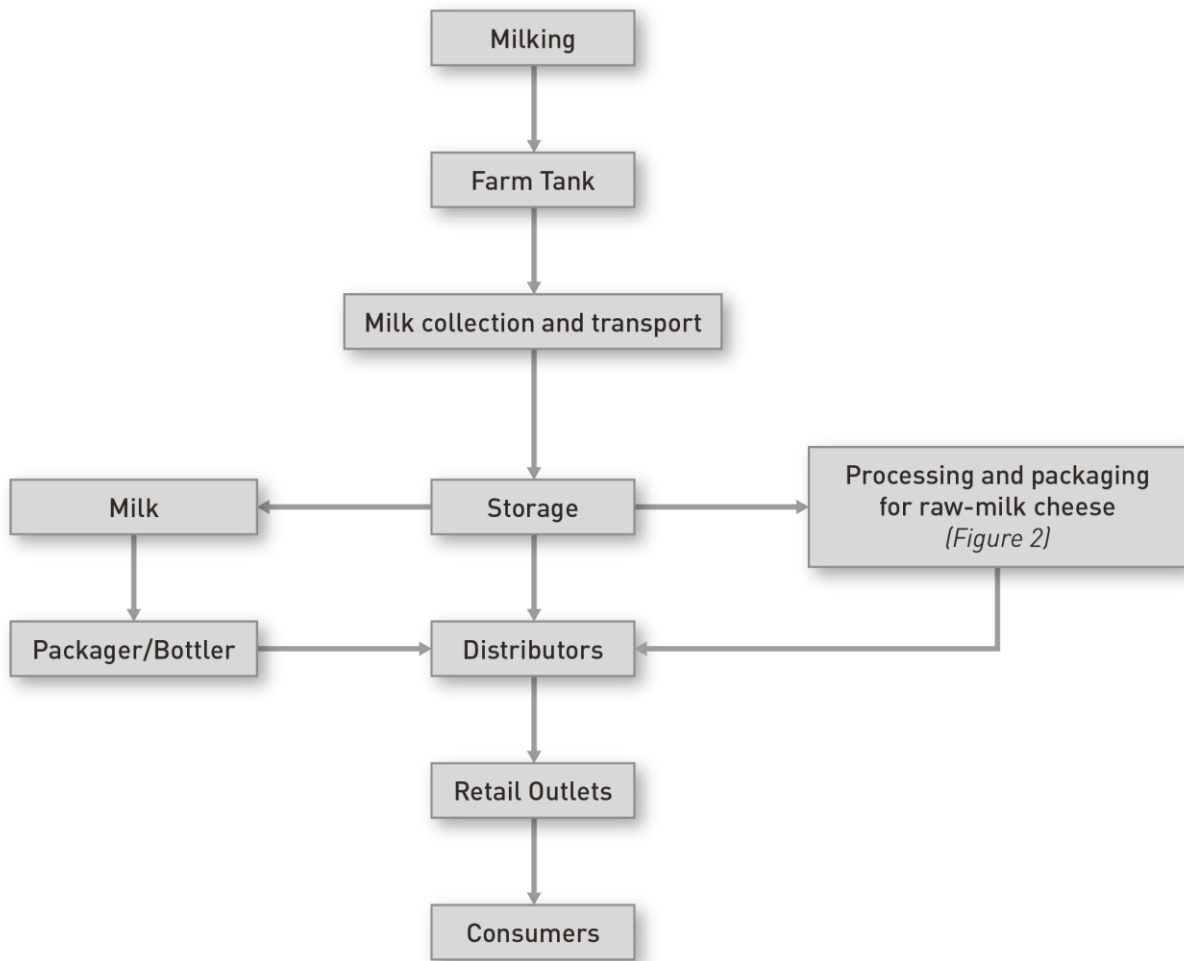 Milking
Farm Tank
Milk collection and transport
Milk
Storage
Processing and packaging
for raw-milk cheese
(Figure 2)
Packager/Bottler
Distributors
Retail Outlets
Consumers